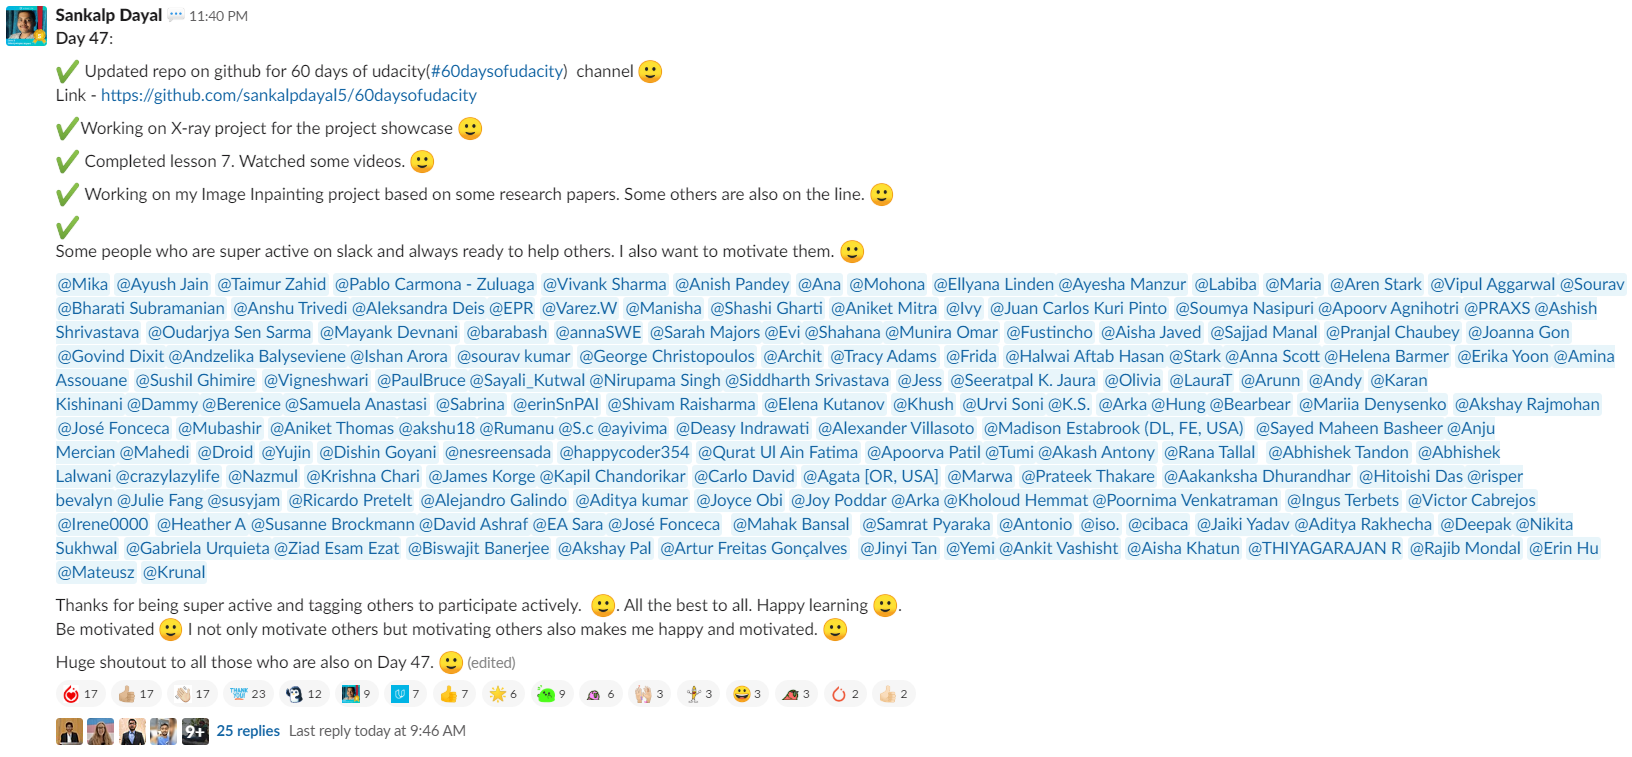 Sankalp Dayal 11:40 PM
Day 47:
Updated repo on github for 60 days of udacity(#60daysofudacity) channel
Link - https://github.com/sankalpdayal5/60daysofudacity
Working on X-ray project for the project showcase
Completed lesson 7. Watched some videos.
Working on my Image Inpainting project based on some research papers. Some others are also on the line.
Some people who are super active on slack and always ready to help others. I also want to motivate them.
@Mika @Ayush Jain @Taimur Zahid @Pablo Carmona - Zuluaga @Vivank Sharma @Anish Pandey @Ana @Mohona @Ellyana Linden @Ayesha Manzur @Labiba @Maria @Aren Stark @Vipul Aggarwal @Sourav
@Bharati Subramanian @Anshu Trivedi @Aleksandra Deis @EPR @Varez.W @Manisha @Shashi Gharti @Aniket Mitra @Ivy @Juan Carlos Kuri Pinto @Soumya Nasipuri @Apoorv Agnihotri @PRAXS @Ashish
Shrivastava @Oudarjya Sen Sarma @Mayank Devnani @barabash @annaSWE @Sarah Majors @Evi @Shahana @Munira Omar @Fustincho @Aisha Javed @Sajjad Manal @Pranjal Chaubey @Joanna Gon
@Govind Dixit @Andzelika Balyseviene @Ishan Arora @sourav kumar @George Christopoulos @Archit @Tracy Adams @Frida @Halwai Aftab Hasan @Stark @Anna Scott @Helena Barmer @Erika Yoon @Amina
Assouane @Sushil Ghimire @Vigneshwari @PaulBruce @Sayali_Kutwal @Nirupama Singh @Siddharth Srivastava @Jess @Seeratpal K. Jaura @Olivia @LauraT @Arunn @Andy @Karan
Kishinani @Dammy @Berenice @Samuela Anastasi @Sabrina @erinSnPAI @Shivam Raisharma @Elena Kutanov @Khush @Urvi Soni @K.S. @Arka @Hung @Bearbear @Mariia Denysenko @Akshay Rajmohan
@José Fonceca @Mubashir @Aniket Thomas @akshu18 @Rumanu @S.c @ayivima @Deasy Indrawati @Alexander Villasoto @Madison Estabrook (DL, FE, USA) @Sayed Maheen Basheer @Anju
Mercian @Mahedi @Droid @Yujin @Dishin Goyani @nesreensada @happycoder354 @Qurat Ul Ain Fatima @Apoorva Patil @Tumi @Akash Antony @Rana Tallal @Abhishek Tandon @Abhishek
Lalwani @crazylazylife @Nazmul @Krishna Chari @James Korge @Kapil Chandorikar @Carlo David @Agata [OR, USA] @Marwa @Prateek Thakare @Aakanksha Dhurandhar @Hitoishi Das @risper
bevalyn @Julie Fang @susyjam @Ricardo Pretelt @Alejandro Galindo @Aditya kumar @Joyce Obi @Joy Poddar @Arka @Kholoud Hemmat @Poornima Venkatraman @Ingus Terbets @Victor Cabrejos
@Irene0000 @Heather A @Susanne Brockmann @David Ashraf @EA Sara @José Fonceca @Mahak Bansal @Samrat Pyaraka @Antonio @iso. @cibaca @Jaiki Yadav @Aditya Rakhecha @Deepak @Nikita
Sukhwal @Gabriela Urquieta @Ziad Esam Ezat @Biswajit Banerjee @Akshay Pal @Artur Freitas Gonçalves @Jinyi Tan @Yemi @Ankit Vashisht @Aisha Khatun @THIYAGARAJAN R @Rajib Mondal @Erin Hu
@Mateusz @Krunal
Thanks for being super active and tagging others to participate actively. . All the best to all. Happy learning .
Be motivated I not only motivate others but motivating others also makes me happy and motivated.
Huge shoutout to all those who are also on Day 47. (edited)
17 17 17 THANK YOU! 23 12 9 7 7 6 9 6 3 3 3 3 2 2
9+ 25 replies Last reply today at 9:46 AM